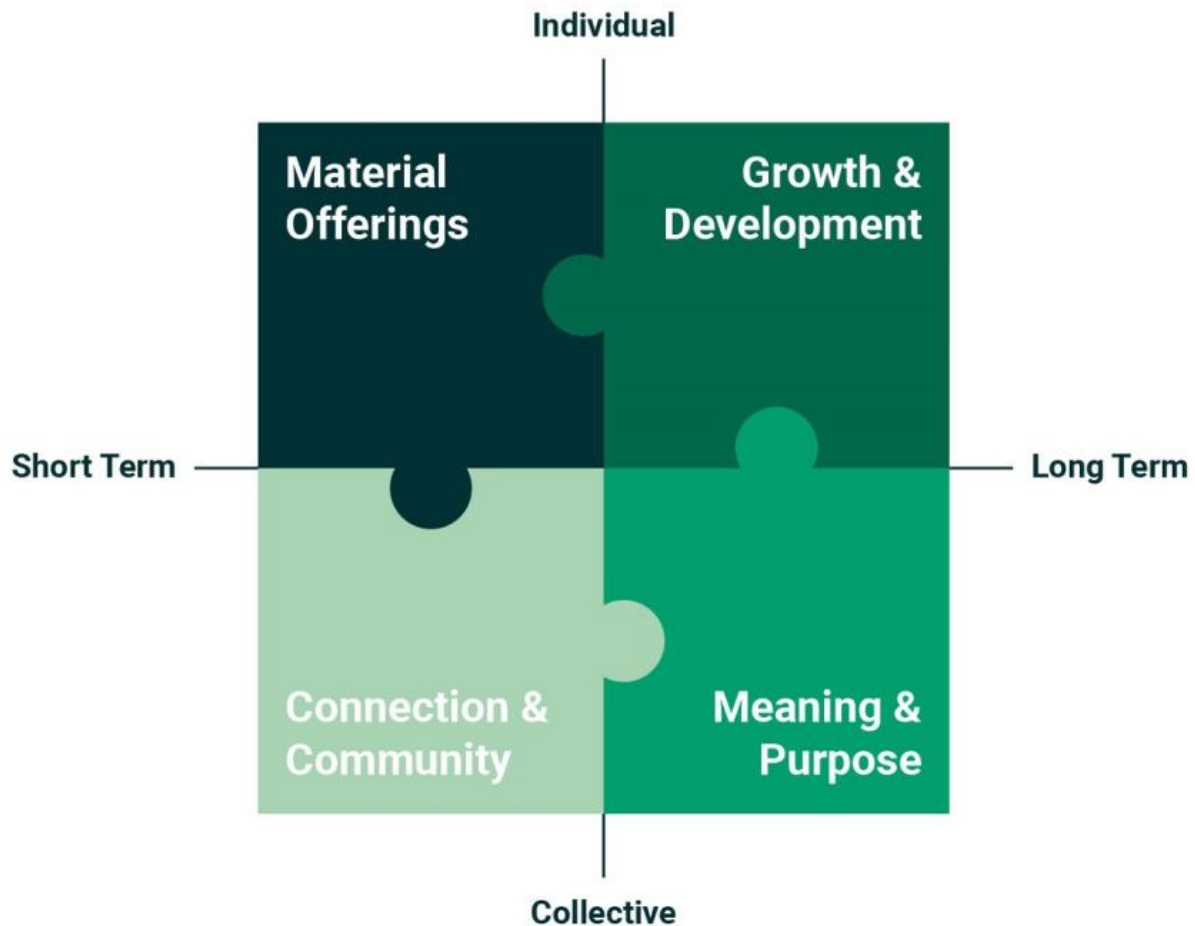 Individual
Material
Offerings
Growth &
Development
Short Term
Long Term
Connection &
Community
Meaning &
Purpose
Collective